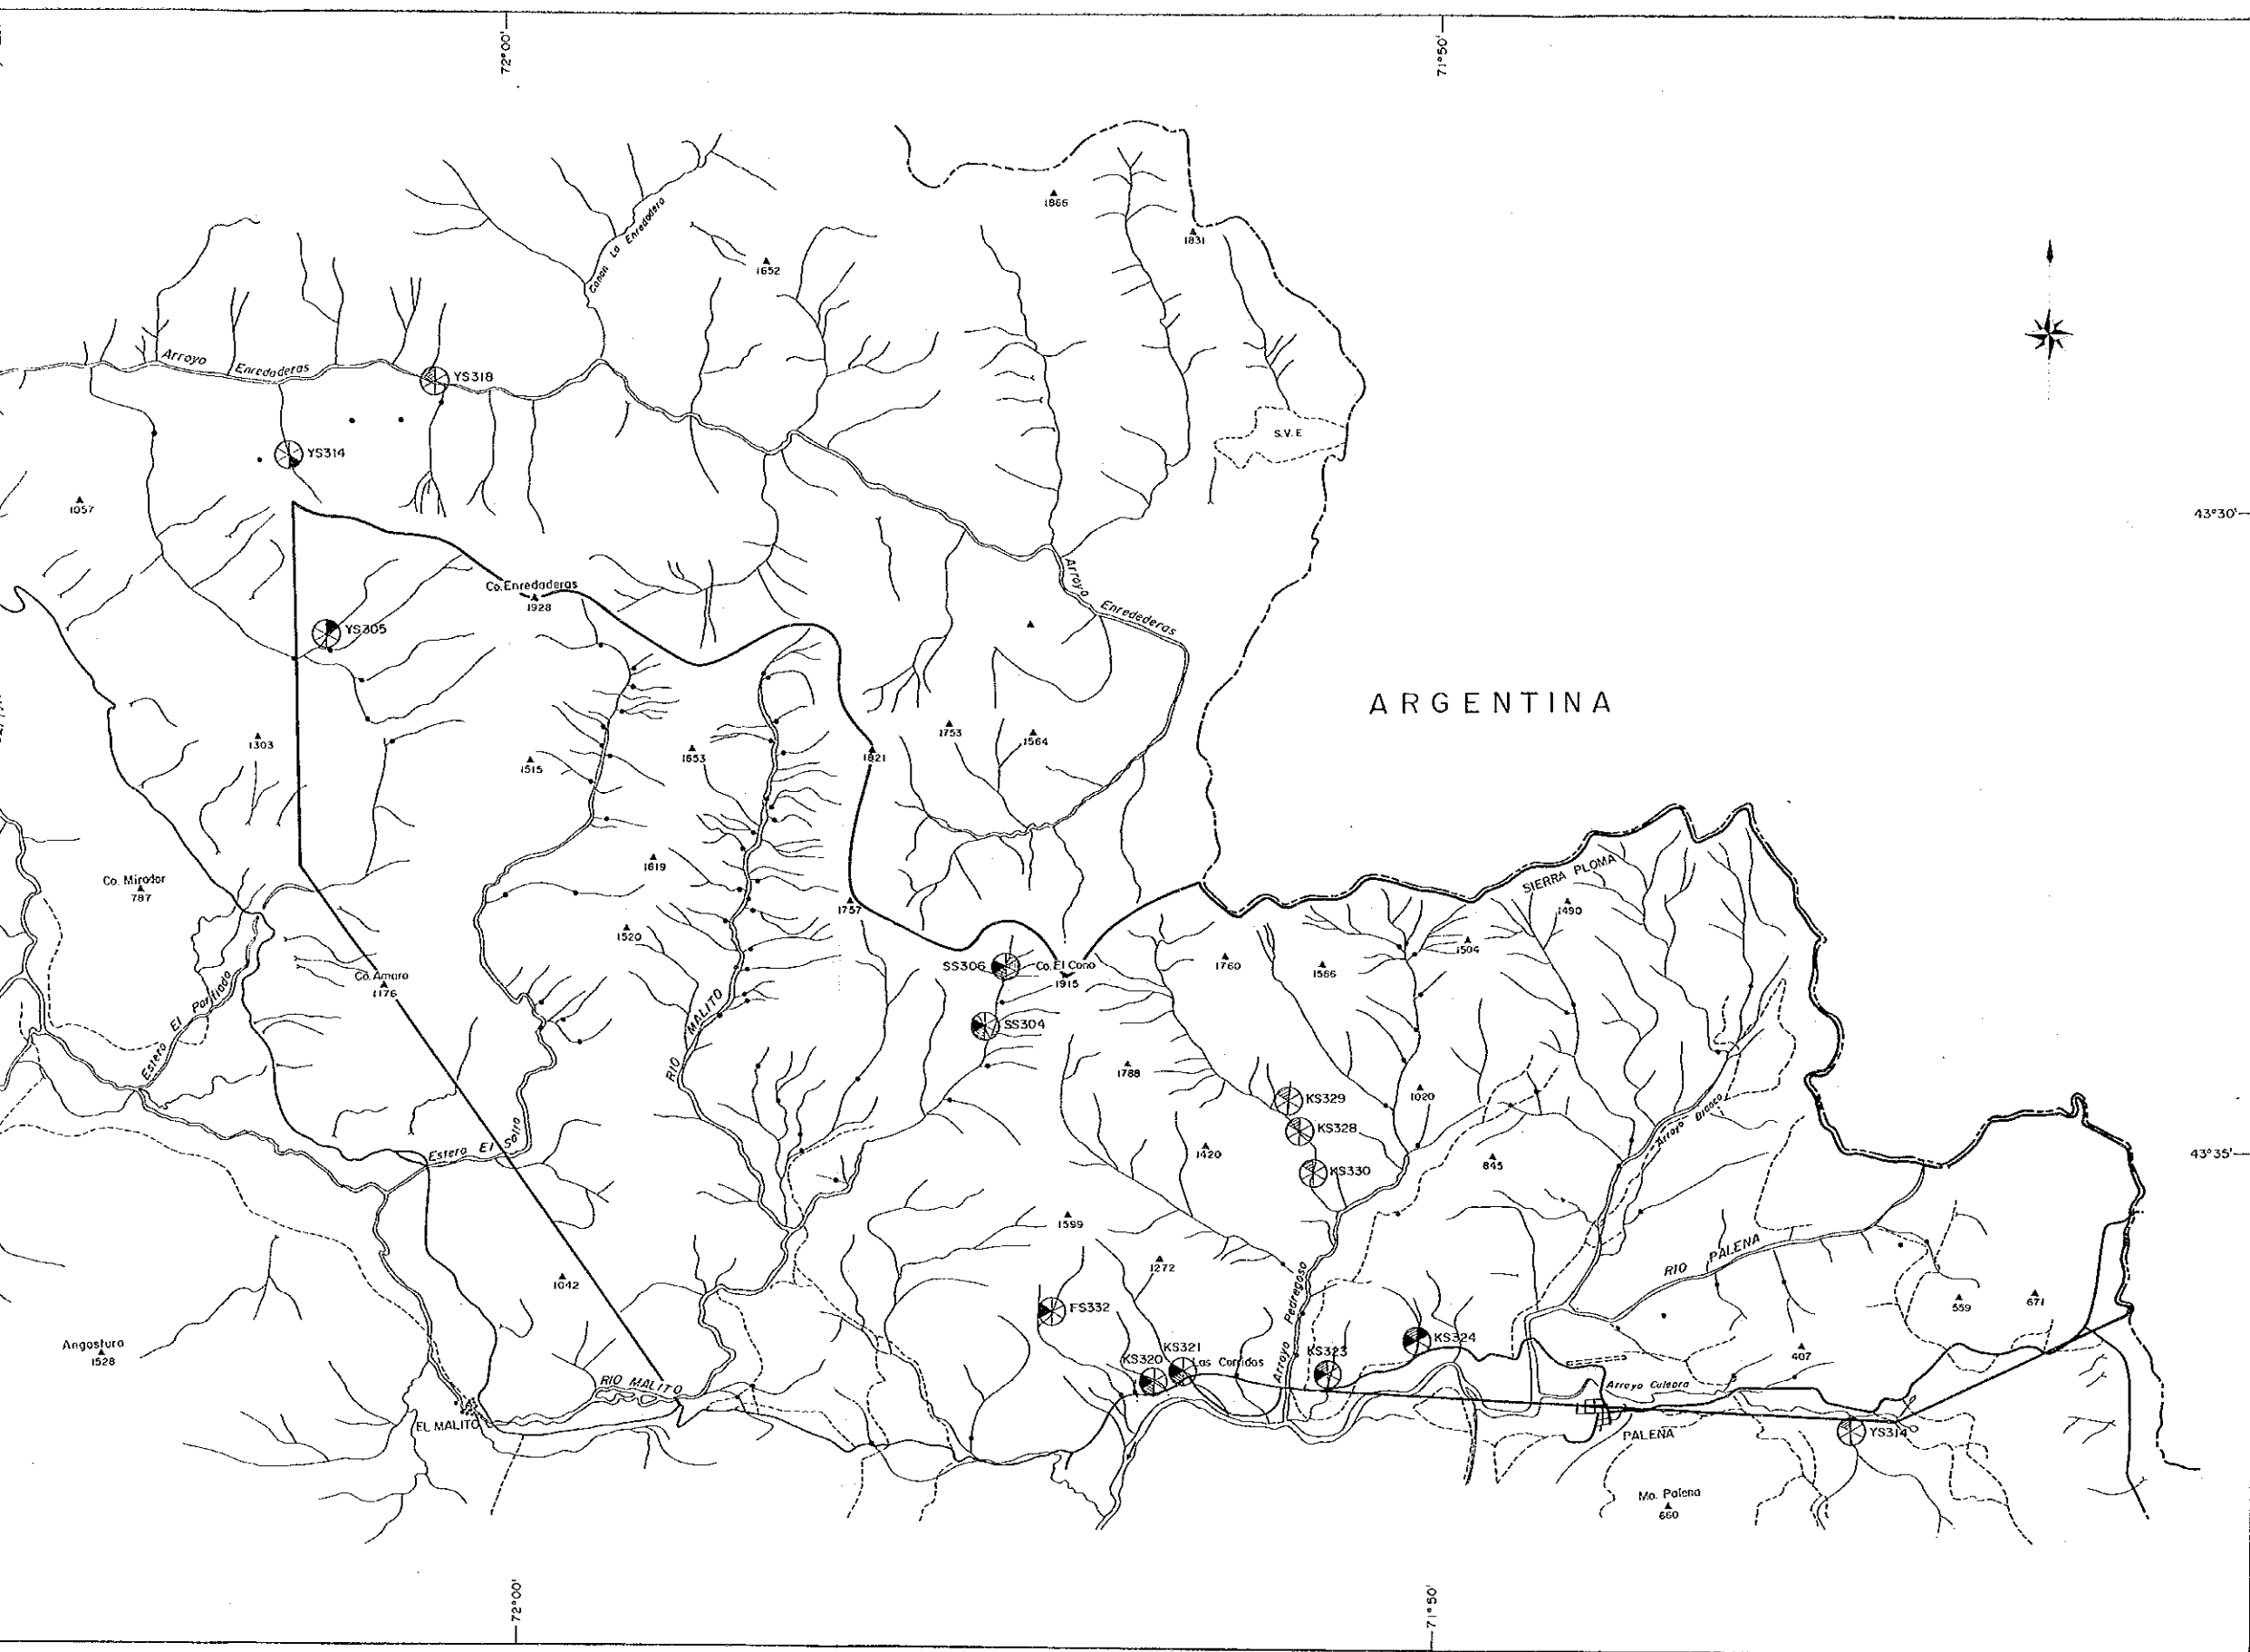 72°00'
71°50'
1866
1831
Canon La Enredadera
1652
Arroyo Enredaderas
YS318
S.V.E
YS314
1057
43°30'
Arroyo Enredederas
Co. Enredaderas
1928
YS305
ARGENTINA
1303
1515
1653
1821
1753
1564
SIERRA PLOMA
1619
Co. Mirador
787
1757
1490
1520
1504
SS306
Co. El Cono
1915
1760
1586
Co. Amaro
1176
Estero El Porfiado
RIO MALITO
SS304
1788
KS329
1020
KS328
Arroyo Blanco
Estero El Salto
1420
845
43°35'
KS330
1599
RIO PALENA
1042
1272
559
671
FS332
Arroyo Pedregoso
KS324
Angostura
1528
KS321
KS320
Las Corridos
KS323
407
RIO MALITO
Arroyo Culebra
EL MALITO
PALENA
YS314
Mo. Palena
660
72°00'
71°50'